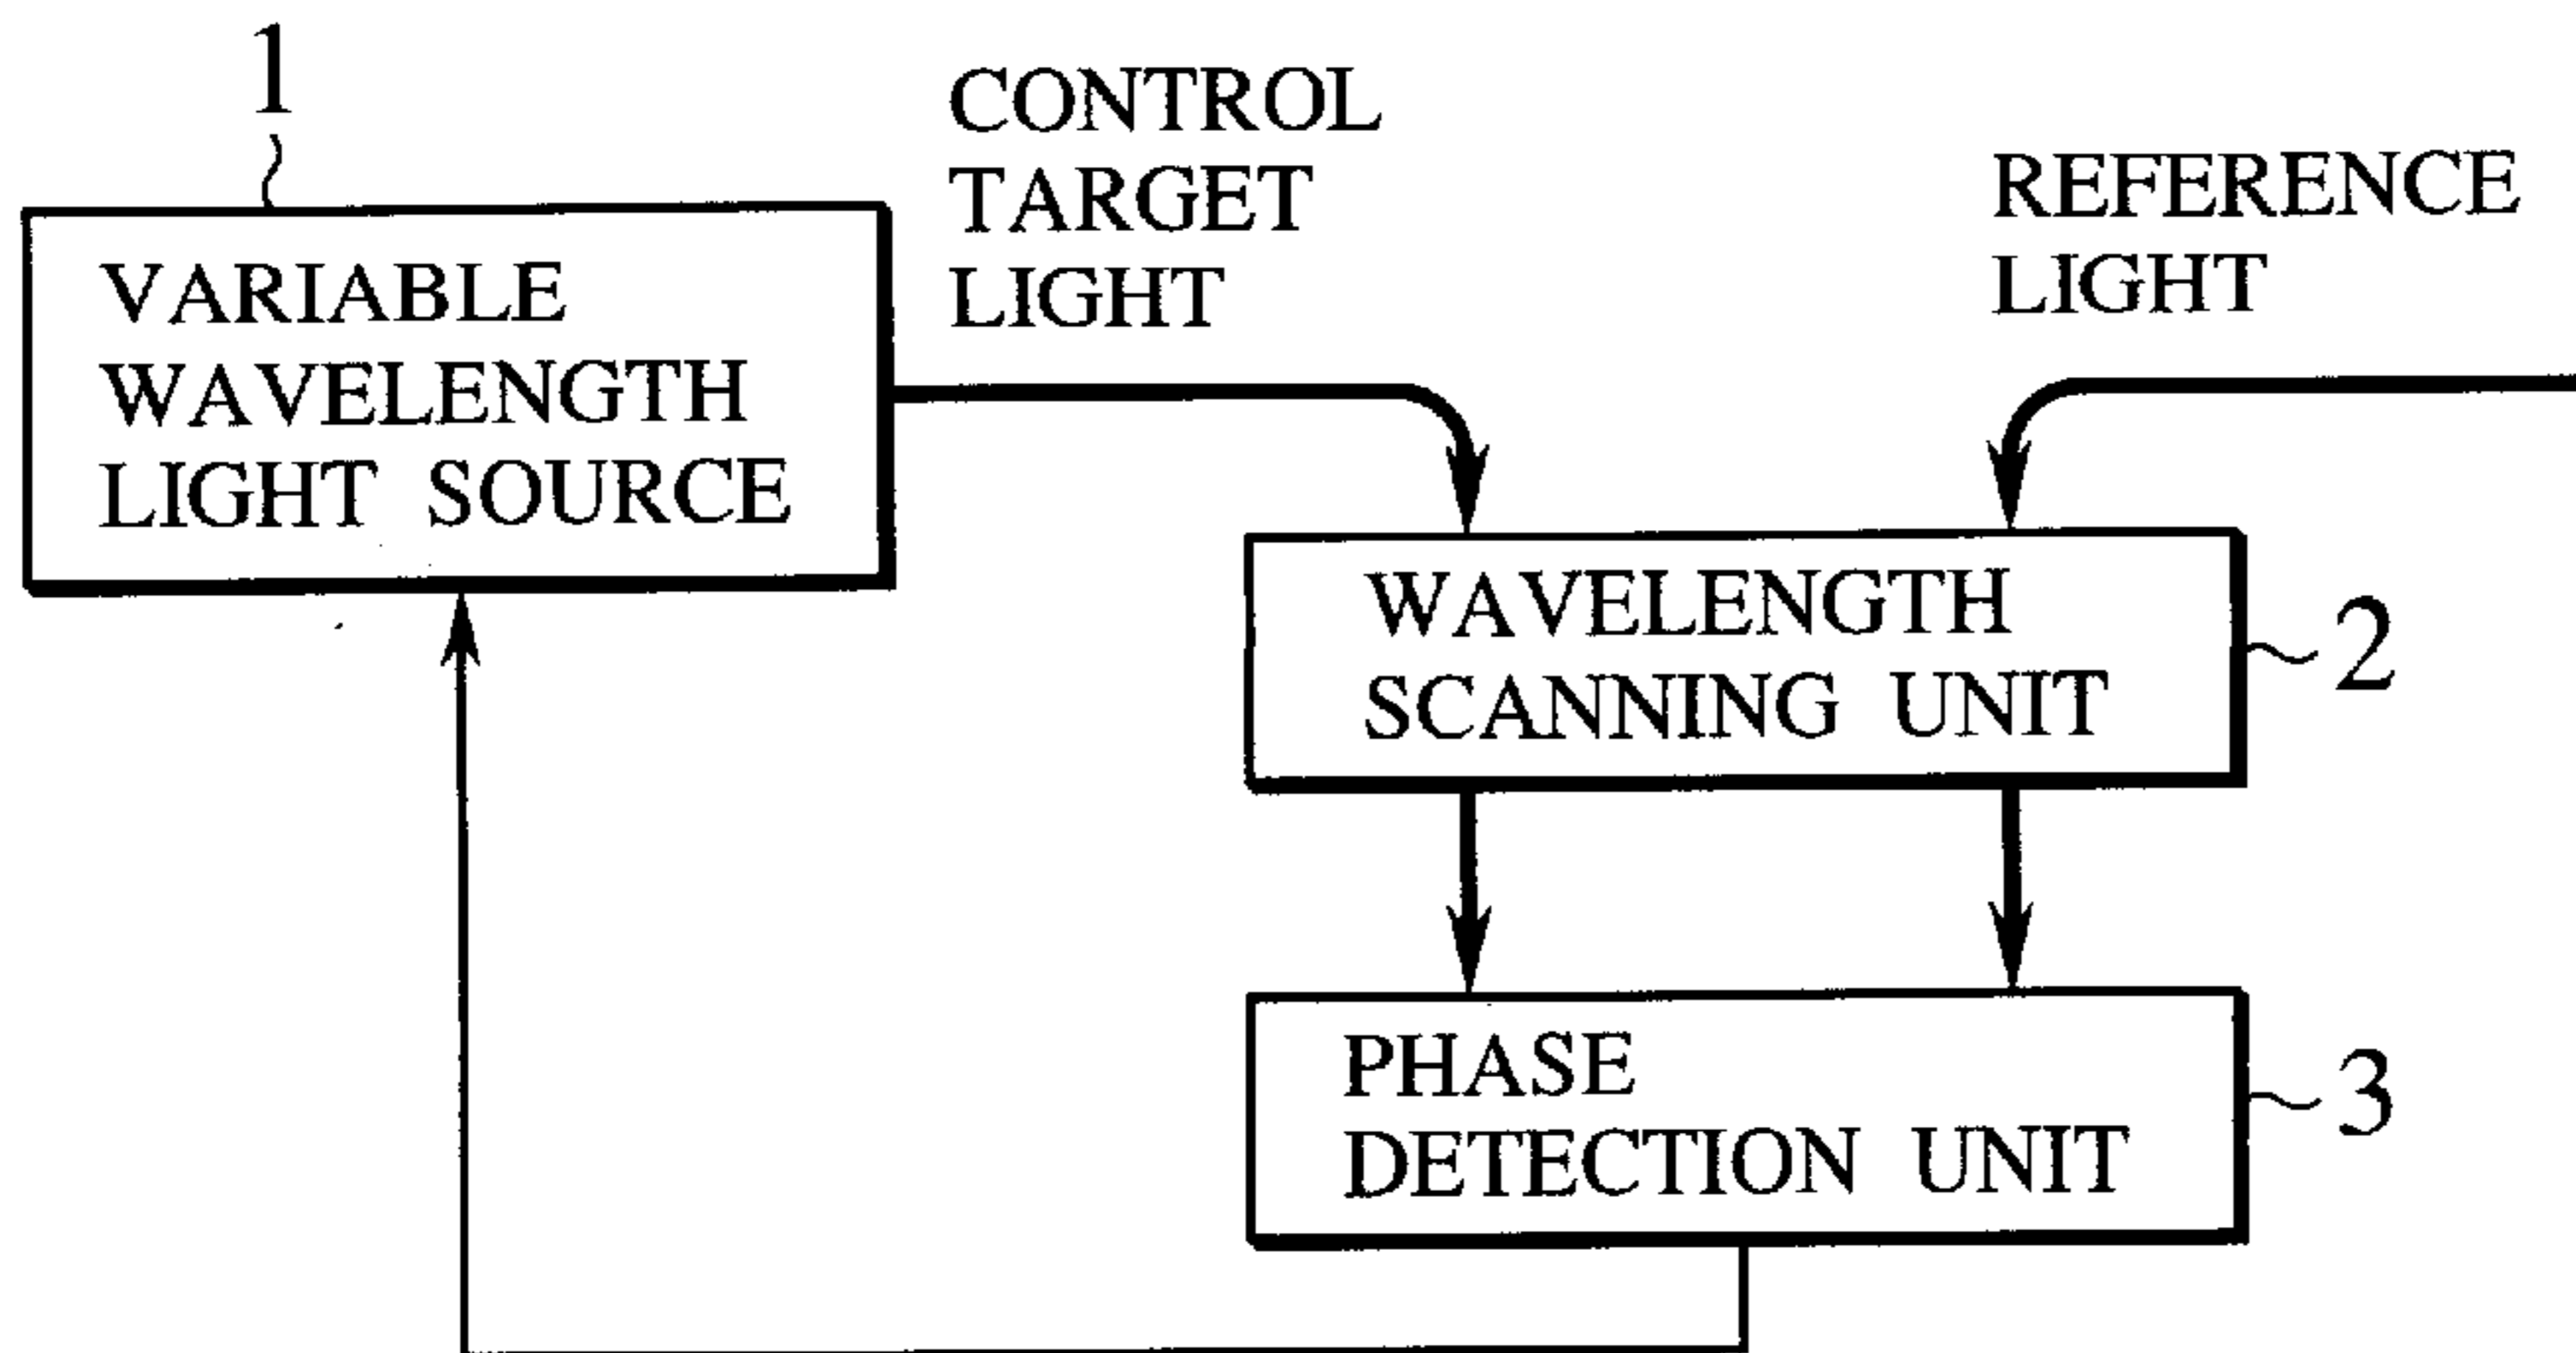 1
VARIABLE
WAVELENGTH
LIGHT SOURCE
CONTROL
TARGET
LIGHT
REFERENCE
LIGHT
WAVELENGTH
SCANNING UNIT
2
PHASE
DETECTION UNIT
3